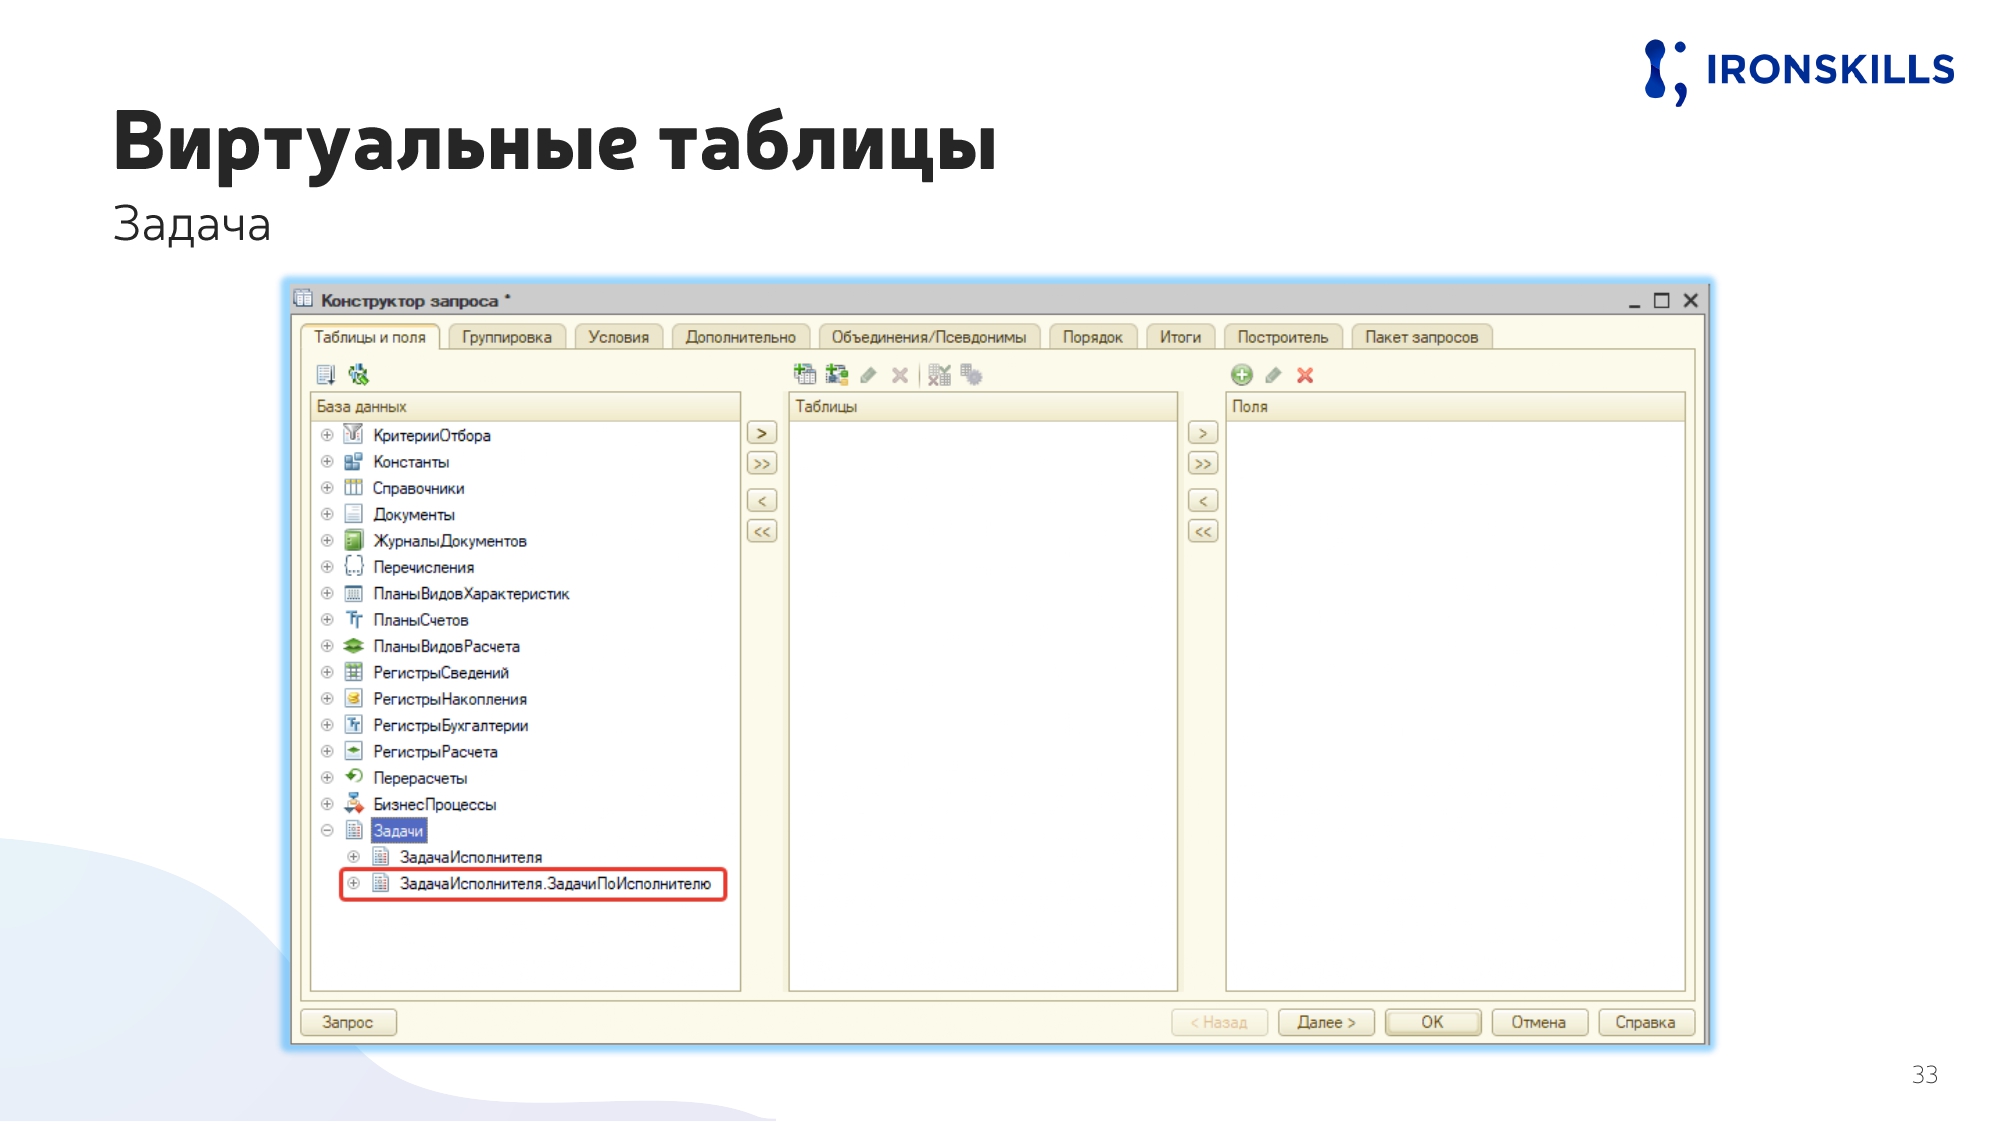 IRONSKILLS
Виртуальные таблицы
Задача
Конструктор запроса *
Таблицы и поля Группировка Условия Дополнительно Объединения/Псевдонимы Порядок Итоги Построитель Пакет запросов
База данных Таблицы Поля
КритерииОтбора
Константы
Справочники
Документы
ЖурналыДокументов
Перечисления
ПланыВидовХарактеристик
ПланыСчетов
ПланыВидовРасчета
РегистрыСведений
РегистрыНакопления
РегистрыБухгалтерии
РегистрыРасчета
Перерасчеты
БизнесПроцессы
Задачи
ЗадачаИсполнителя
ЗадачаИсполнителя.ЗадачиПоИсполнителю
> >
>> >>
< <
<< <<
Запрос < Назад Далее > ОК Отмена Справка
33